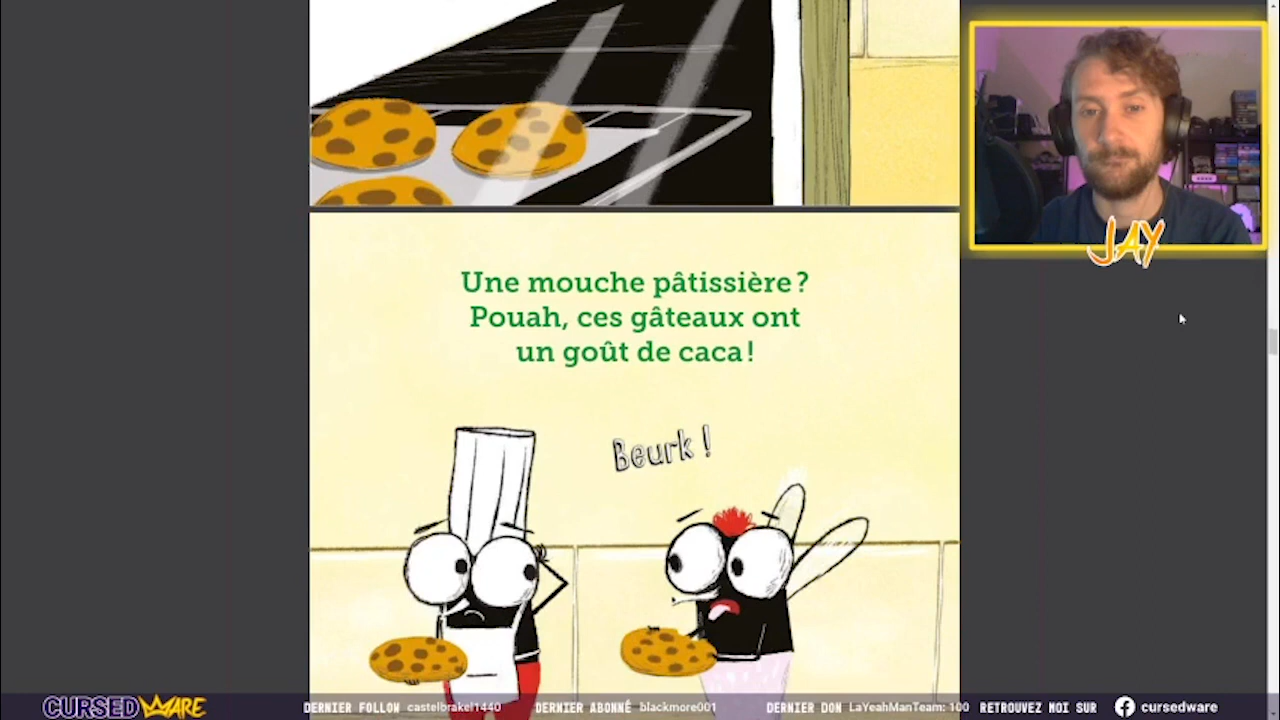 JAY
Une mouche pâtissière ?
Pouah, ces gâteaux ont
un goût de caca !
Beurk !
CURSEDWARE
DERNIER FOLLOW castelbrakel1440
DERNIER ABONNÉ blackmore001
DERNIER DON LaYeahManTeam: 100
RETROUVEZ MOI SUR
cursedware